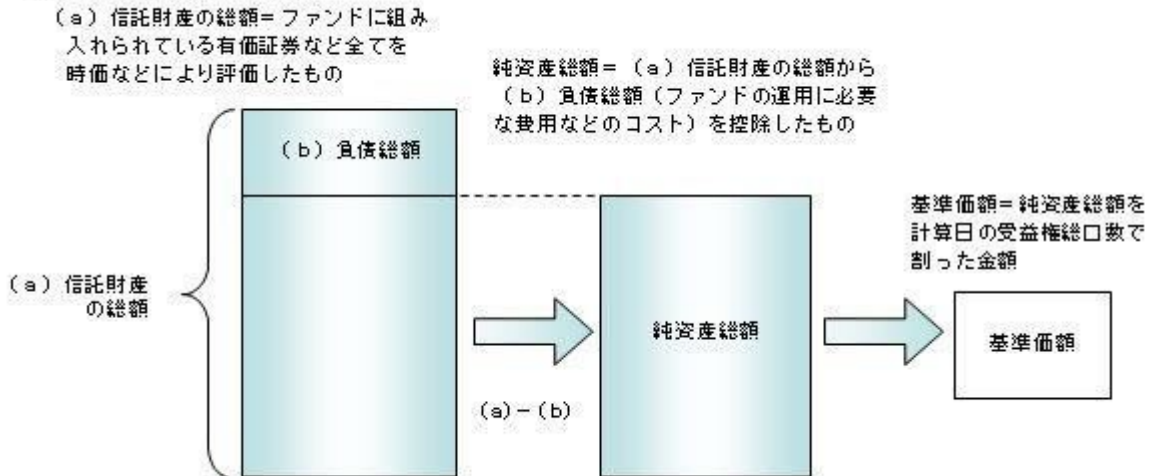 (a) 信託財産の総額=ファンドに組み
入れられている有価証券など全てを
時価などにより評価したもの
純資産総額= (a) 信託財産の総額から
(b) 負債総額(ファンドの運用に必要
な費用などのコスト)を控除したもの
(b) 負債総額
基準価額=純資産総額を
計算日の受益権総口数で
割った金額
(a) 信託財産
の総額
純資産総額
基準価額
(a)-(b)